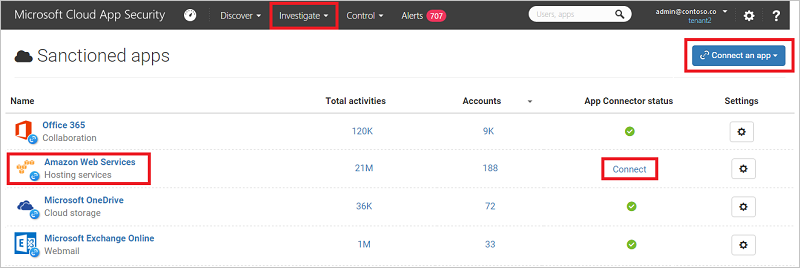 Microsoft Cloud App Security Discover Investigate Control Alerts 707 Users, apps admin@contoso.co ?
tenant2
Sanctioned apps Connect an app
Name Total activities Accounts App Connector status Settings
Office 365
Collaboration 120K 9K
Amazon Web Services
Hosting services 21M 188 Connect
Microsoft OneDrive
Cloud storage 36K 72
Microsoft Exchange Online
Webmail 1M 33